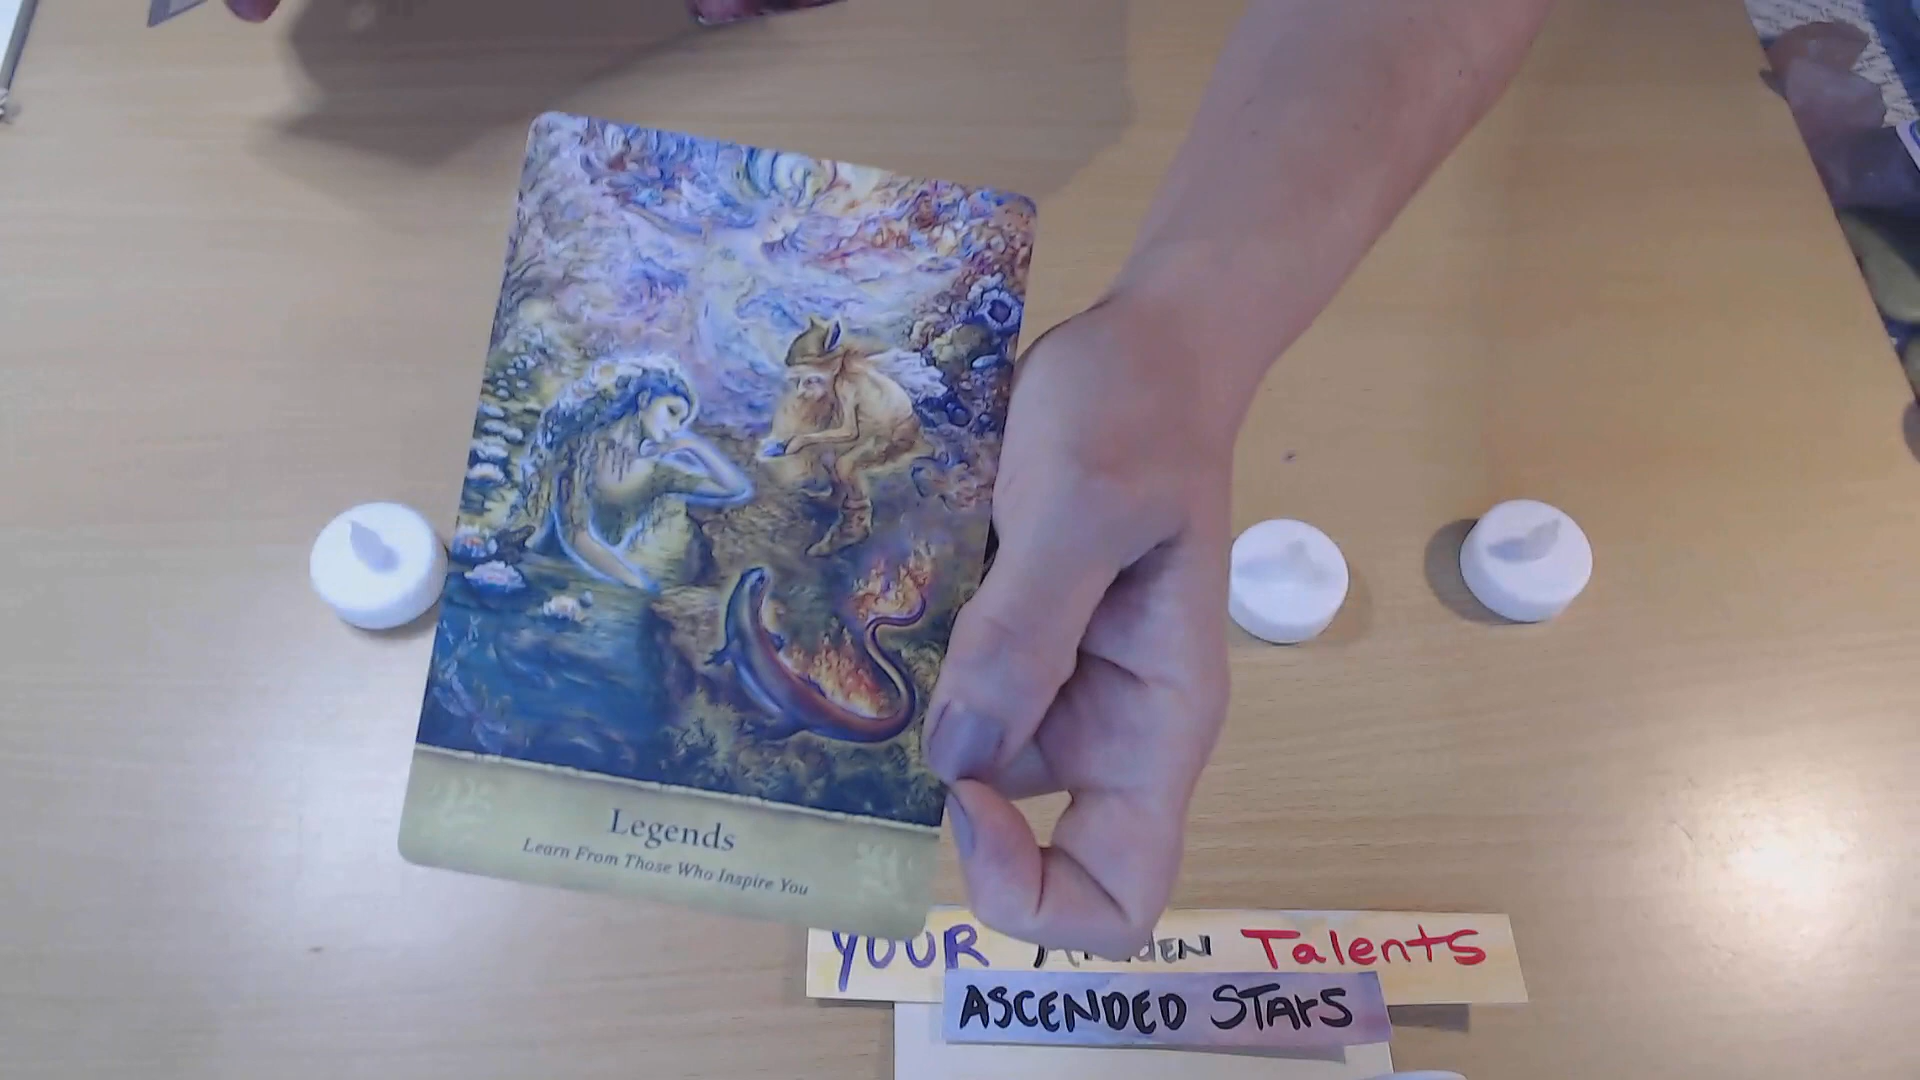 Legends
Learn From Those Who Inspire You
YOUR Talents
ASCENDED STArS